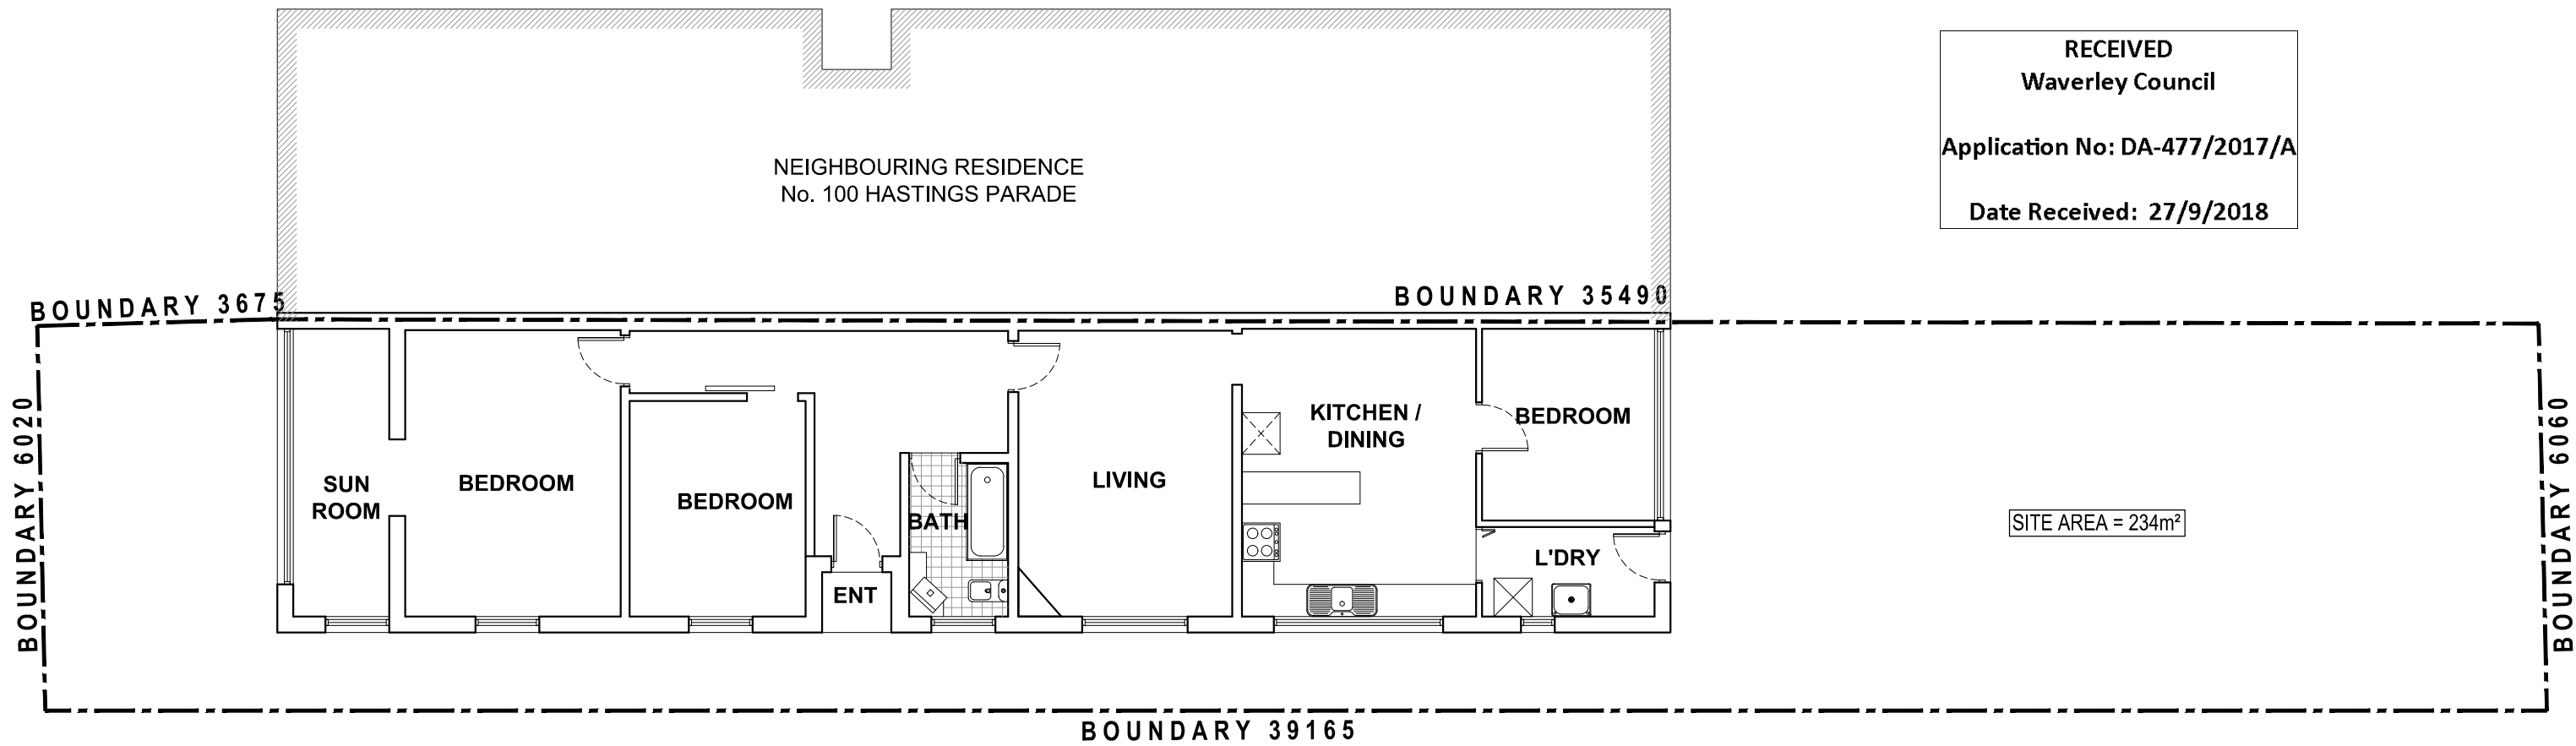 RECEIVED
Waverley Council
Application No: DA-477/2017/A
Date Received: 27/9/2018
NEIGHBOURING RESIDENCE
No. 100 HASTINGS PARADE
BOUNDARY 3675
BOUNDARY 35490
BOUNDARY 6020
SUN
ROOM
BEDROOM
BEDROOM
ENT
BATH
LIVING
KITCHEN /
DINING
BEDROOM
L'DRY
SITE AREA = 234m²
BOUNDARY 6060
BOUNDARY 39165